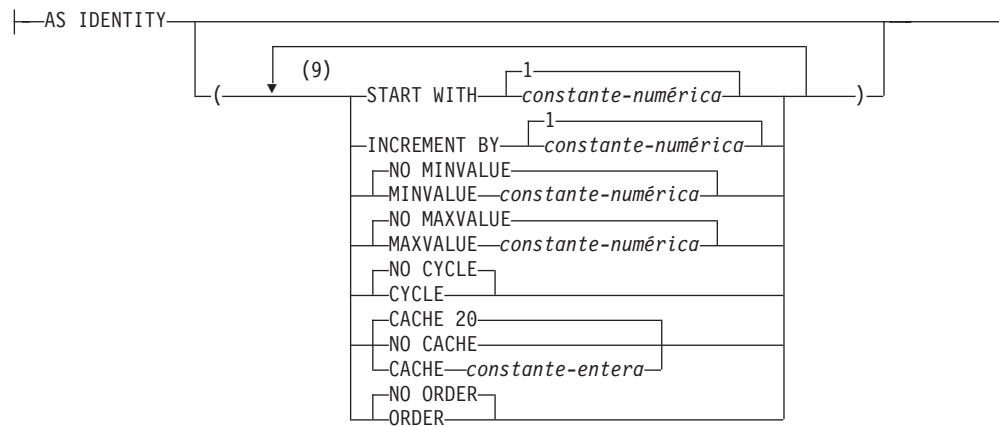 AS IDENTITY
(9)
1
( START WITH constante-numérica )
1
INCREMENT BY constante-numérica
NO MINVALUE
MINVALUE constante-numérica
NO MAXVALUE
MAXVALUE constante-numérica
NO CYCLE
CYCLE
CACHE 20
NO CACHE
CACHE constante-entera
NO ORDER
ORDER